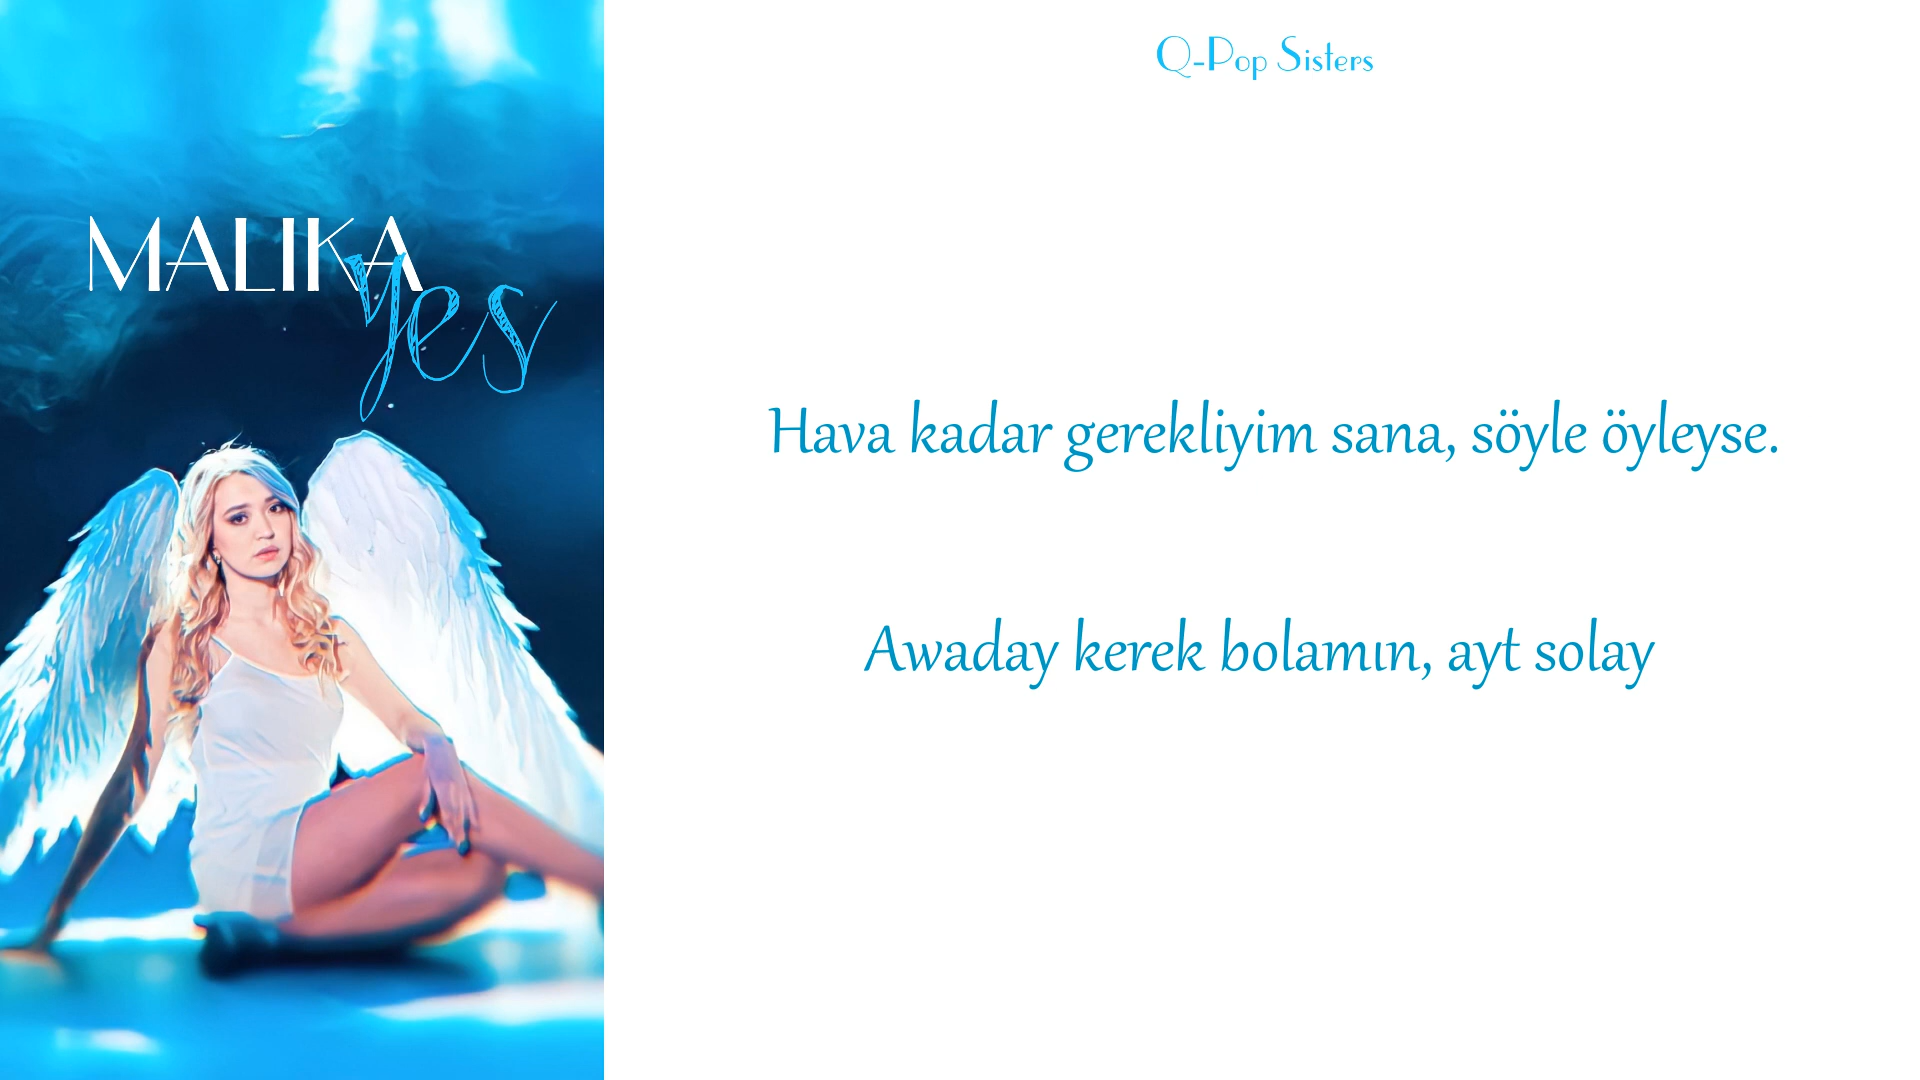 MALIKA
yes
Q-Pop Sisters
Hava kadar gerekliyim sana, söyle öyleyse.
Awaday kerek bolamın, ayt solay